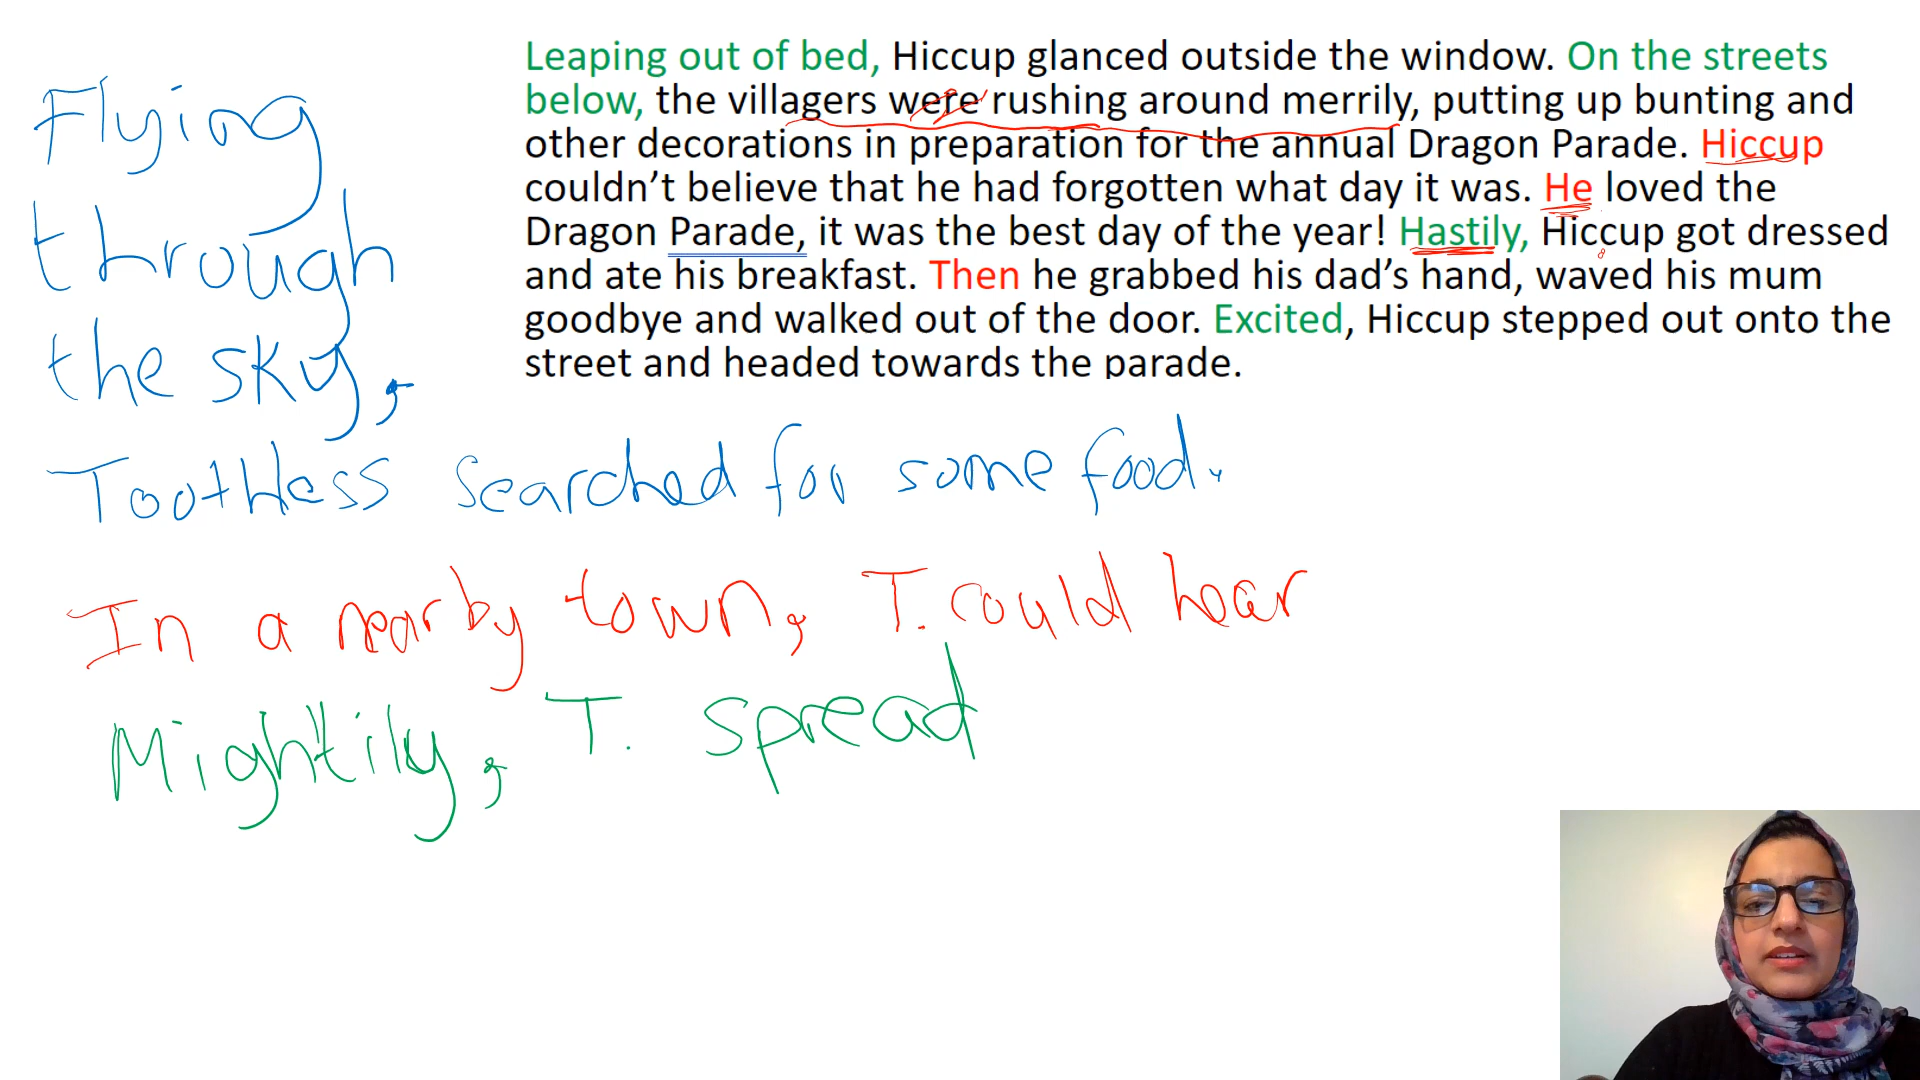 Leaping out of bed, Hiccup glanced outside the window. On the streets
below, the villagers were rushing around merrily, putting up bunting and
other decorations in preparation for the annual Dragon Parade. Hiccup
couldn’t believe that he had forgotten what day it was. He loved the
Dragon Parade, it was the best day of the year! Hastily, Hiccup got dressed
and ate his breakfast. Then he grabbed his dad’s hand, waved his mum
goodbye and walked out of the door. Excited, Hiccup stepped out onto the
street and headed towards the parade.
Flying
through
the sky,
Toothless searched for some food.
In a nearby town, T. could hear
Mightily, T. spread